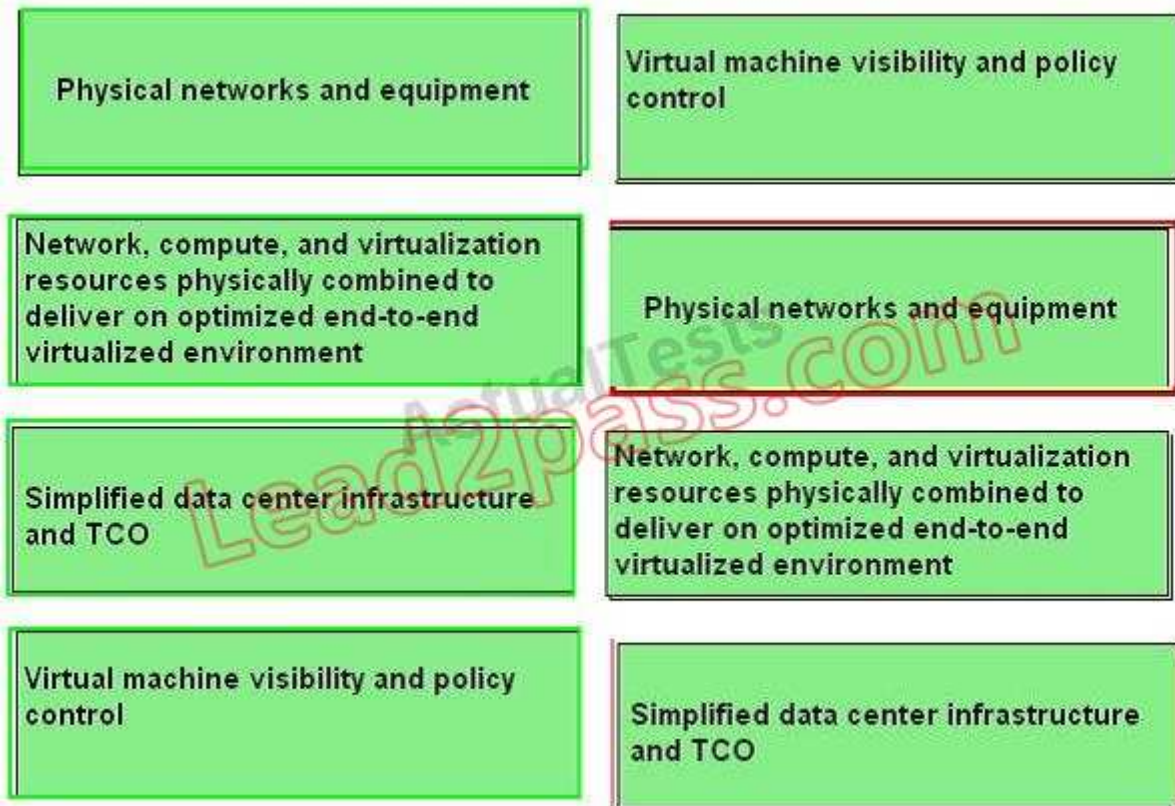 Physical networks and equipment
Virtual machine visibility and policy
control
Network, compute, and virtualization
resources physically combined to
deliver on optimized end-to-end
virtualized environment
Physical networks and equipment
Simplified data center infrastructure
and TCO
Network, compute, and virtualization
resources physically combined to
deliver on optimized end-to-end
virtualized environment
Virtual machine visibility and policy
control
Simplified data center infrastructure
and TCO
ActualTests
Lead2pass.com